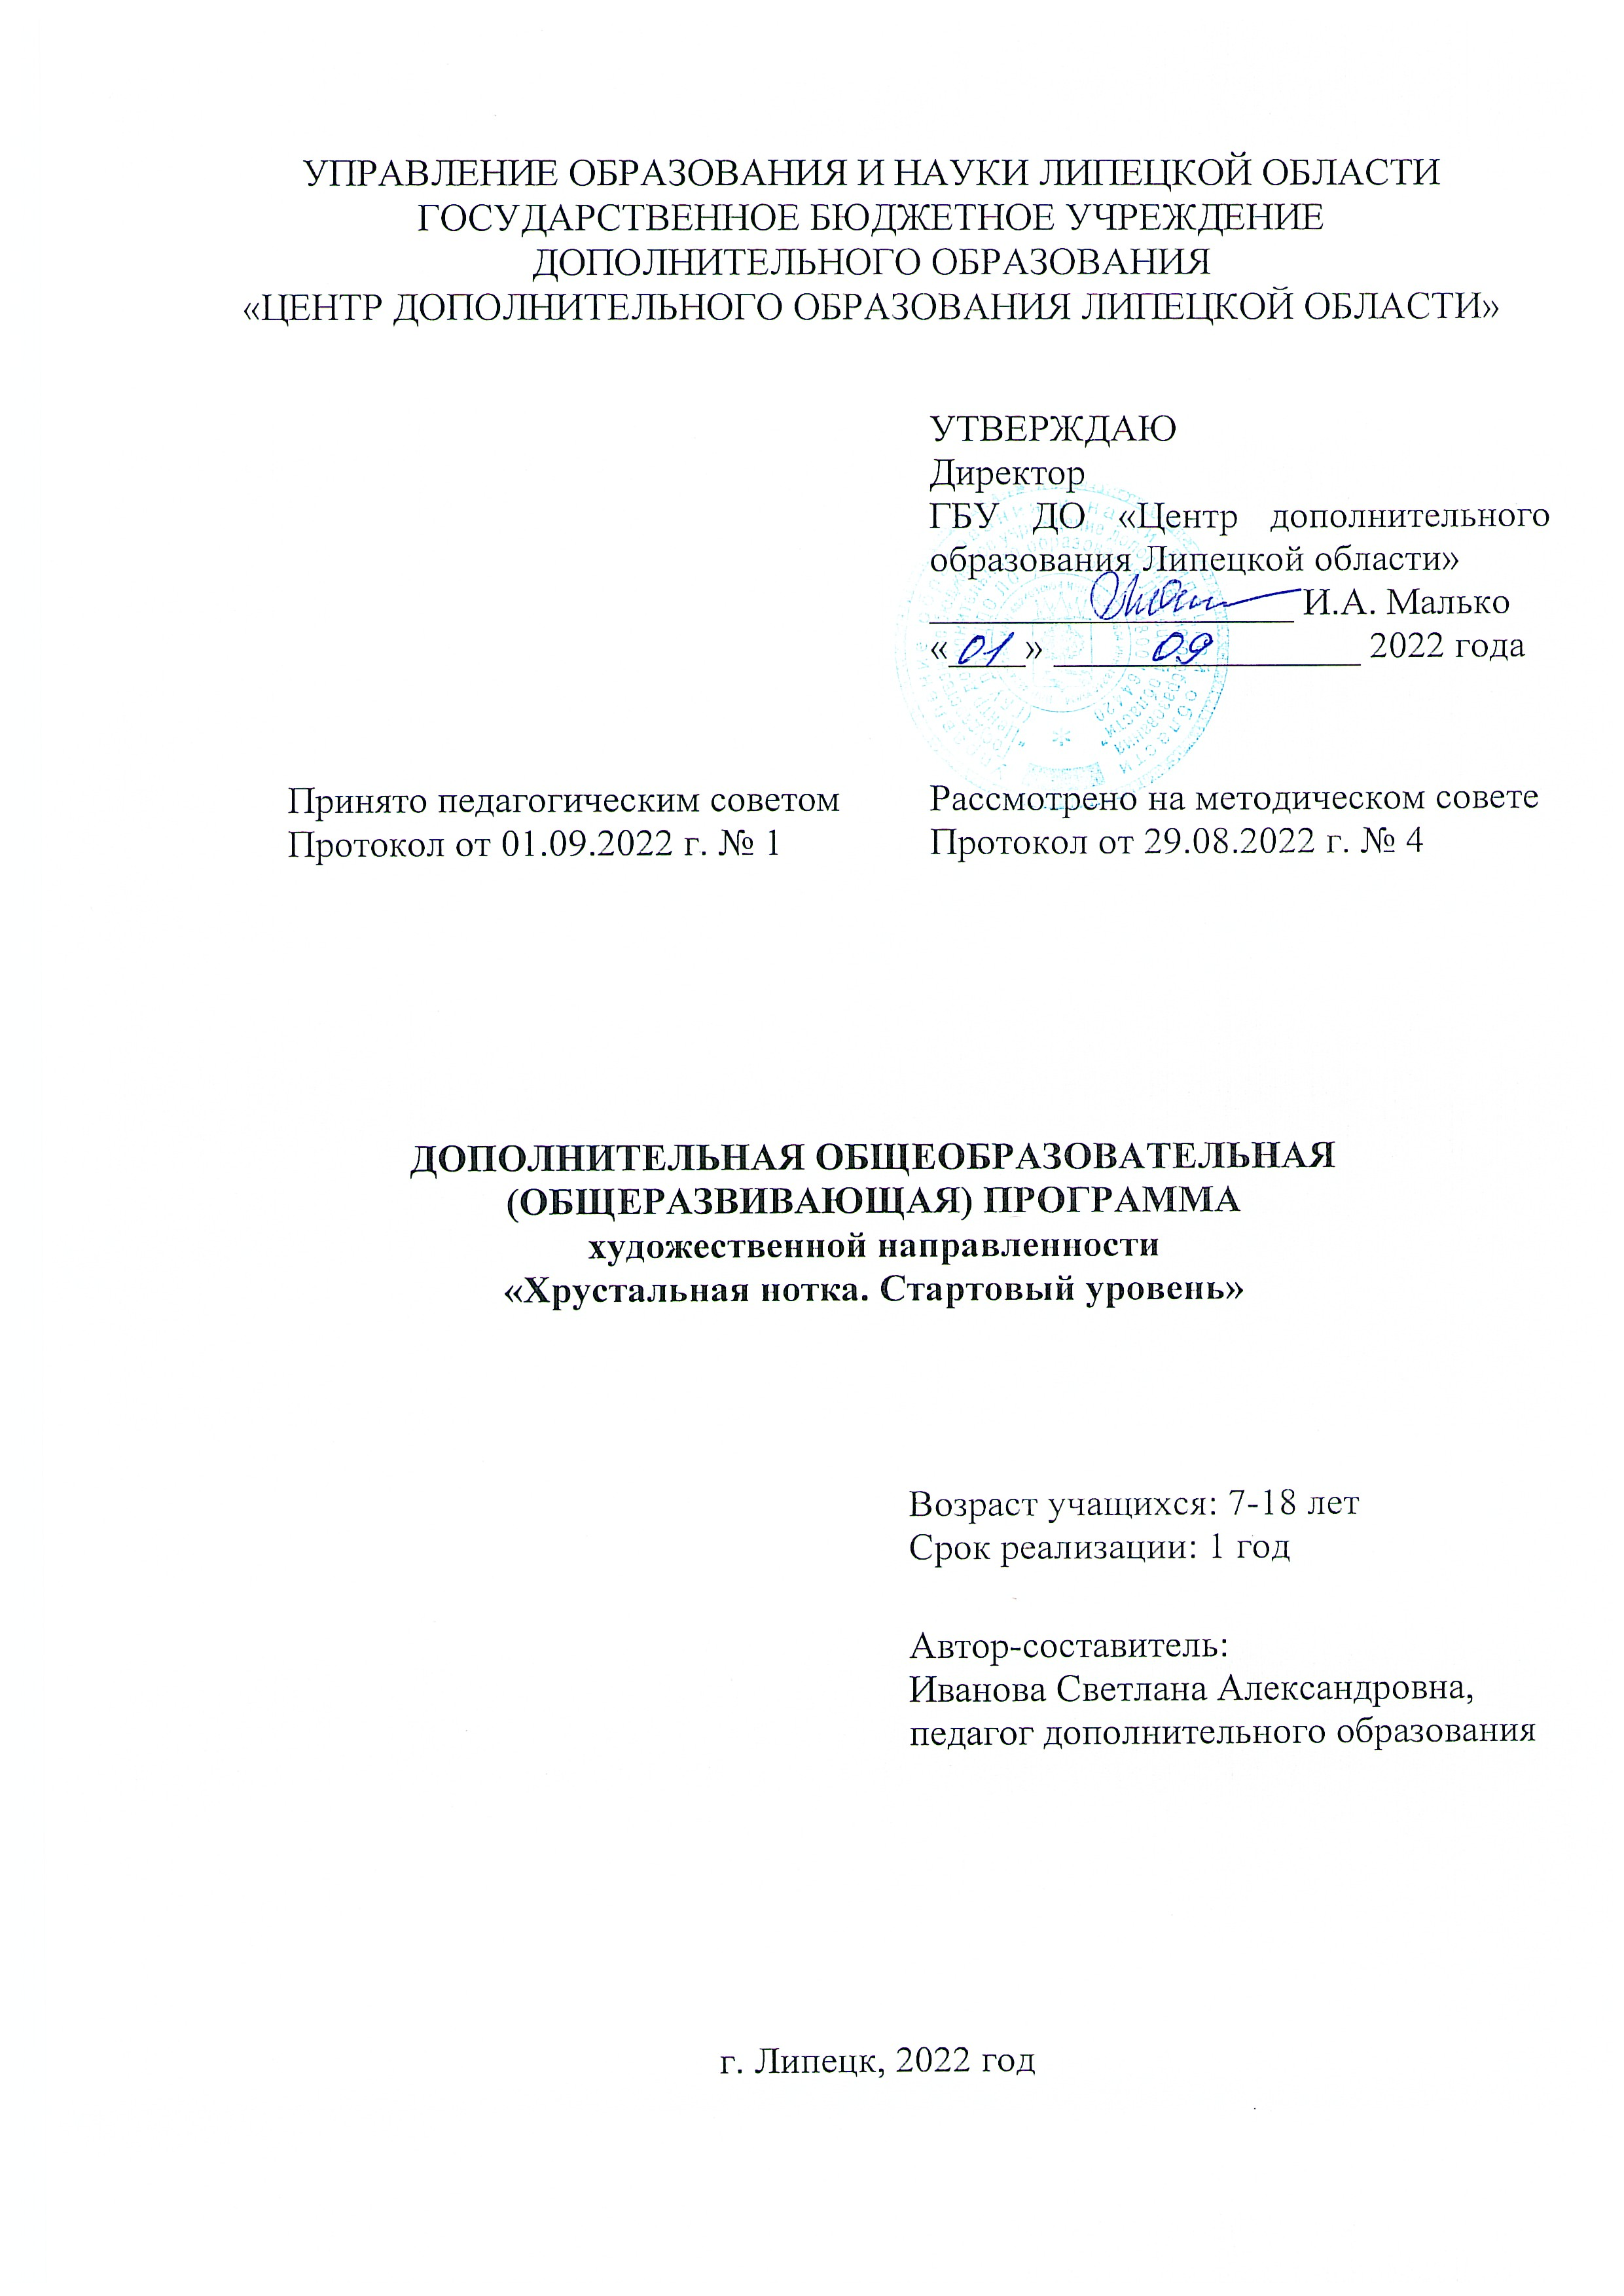 УПРАВЛЕНИЕ ОБРАЗОВАНИЯ И НАУКИ ЛИПЕЦКОЙ ОБЛАСТИ
ГОСУДАРСТВЕННОЕ БЮДЖЕТНОЕ УЧРЕЖДЕНИЕ
ДОПОЛНИТЕЛЬНОГО ОБРАЗОВАНИЯ
«ЦЕНТР ДОПОЛНИТЕЛЬНОГО ОБРАЗОВАНИЯ ЛИПЕЦКОЙ ОБЛАСТИ»
УТВЕРЖДАЮ
Директор
ГБУ ДО «Центр дополнительного
образования Липецкой области»
И.А. Малько
«01» 09 2022 года
Принято педагогическим советом
Протокол от 01.09.2022 г. № 1
Рассмотрено на методическом совете
Протокол от 29.08.2022 г. № 4
ДОПОЛНИТЕЛЬНАЯ ОБЩЕОБРАЗОВАТЕЛЬНАЯ
(ОБЩЕРАЗВИВАЮЩАЯ) ПРОГРАММА
художественной направленности
«Хрустальная нотка. Стартовый уровень»
Возраст учащихся: 7-18 лет
Срок реализации: 1 год
Автор-составитель:
Иванова Светлана Александровна,
педагог дополнительного образования
г. Липецк, 2022 год